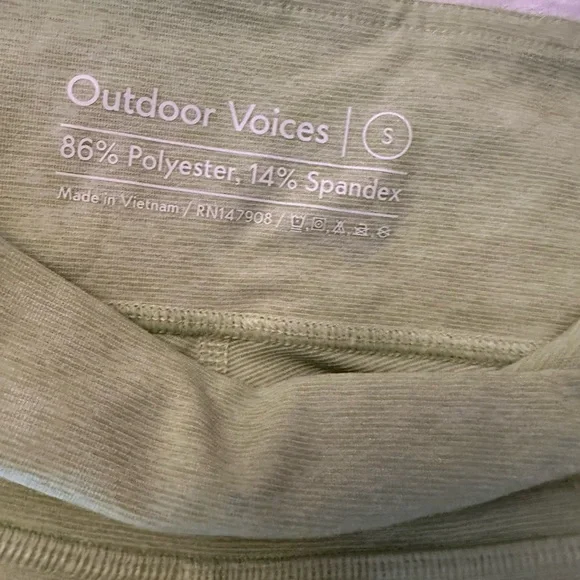 Outdoor Voices | S
86% Polyester, 14% Spandex
Made in Vietnam / RN147908 /